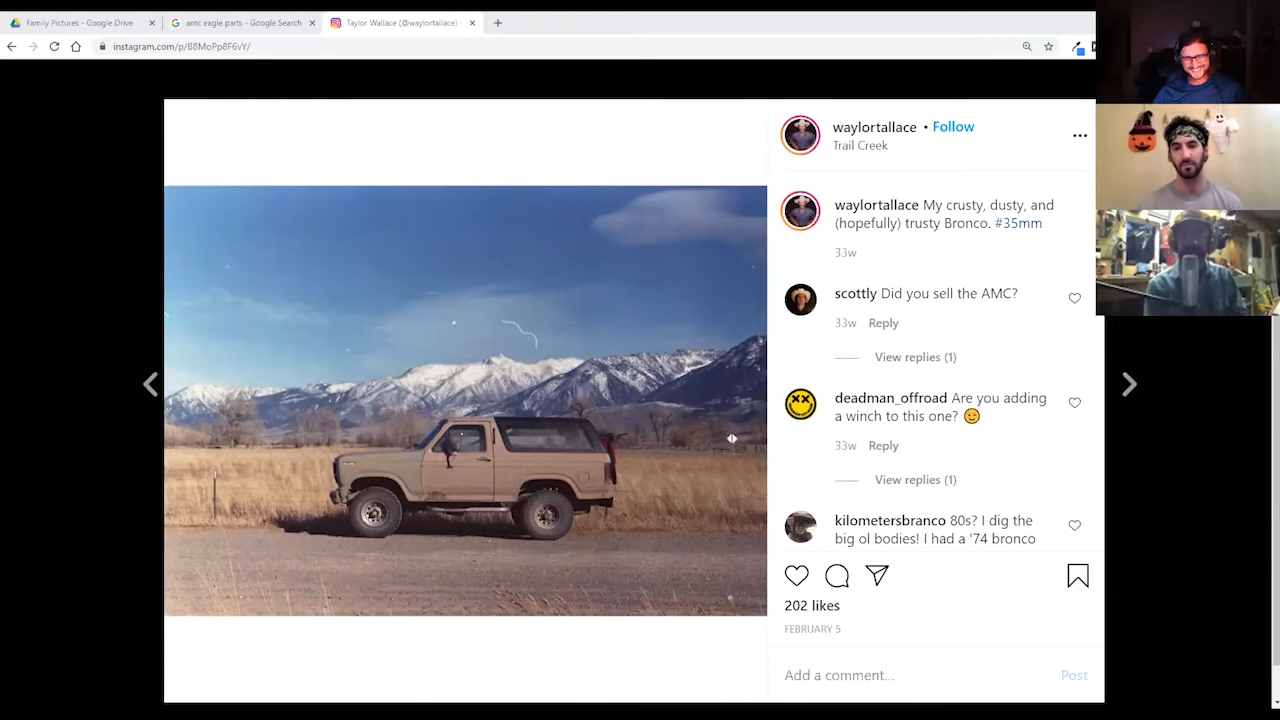 Family Pictures - Google Drive
amc eagle parts - Google Search
Taylor Wallace (@waylortallace) ·
instagram.com/p/B8MoPp8F6vY/
waylortallace • Follow
Trail Creek
waylortallace My crusty, dusty, and
(hopefully) trusty Bronco. #35mm
33w
scottly Did you sell the AMC?
33w Reply
View replies (1)
deadman_offroad Are you adding
a winch to this one? 😉
33w Reply
View replies (1)
kilometersbranco 80s? I dig the
big ol bodies! I had a '74 bronco
202 likes
FEBRUARY 5
Add a comment...
Post